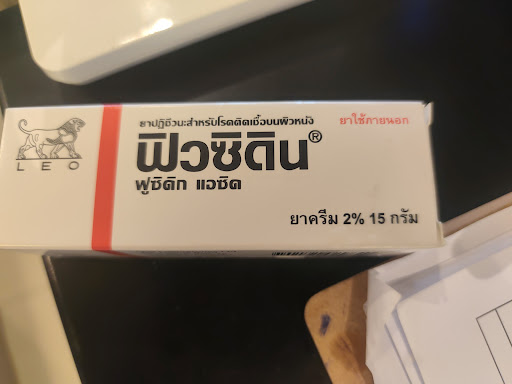 ยาปฏิชีวนะสำหรับโรคติดเชื้อบนผิวหนัง
ยาใช้ภายนอก
ฟิวซิดิน®
ฟูซิดิก แอซิด
LEO
ยาครีม 2% 15 กรัม